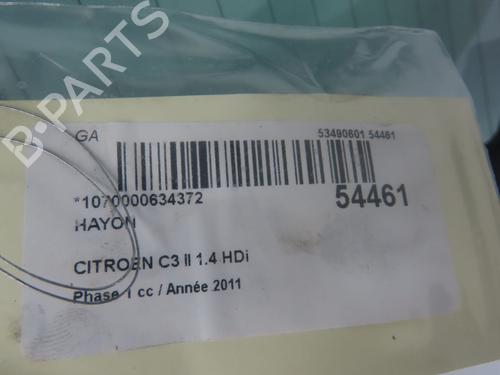 B-PARTS
GA
53490601 54461
*1070000634372
54461
HAYON
CITROEN C3 II 1.4 HDi
Phase 1 cc / Année 2011